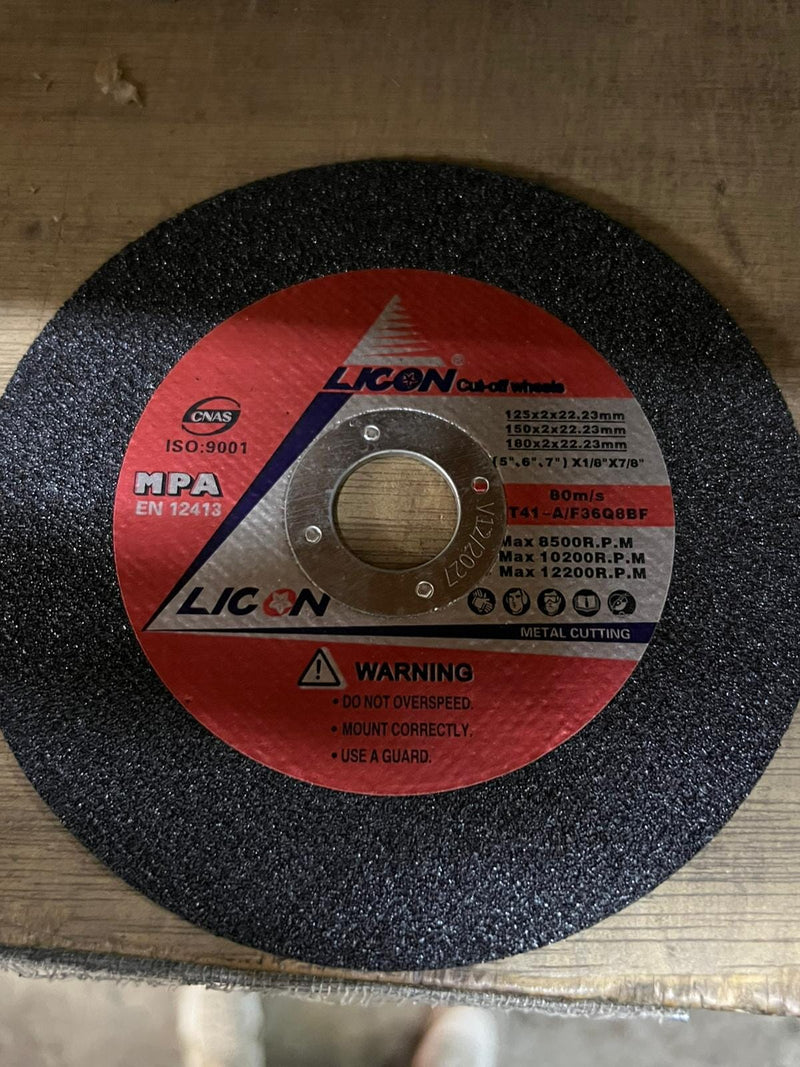 LICON® Cut-off wheels
125x2x22.23mm
150x2x22.23mm
180x2x22.23mm
(5",6",7") X1/8"X7/8"
CNAS
ISO:9001
MPA
EN 12413
80m/s
T41-A/F36Q8BF
Max 8500R.P.M
Max 10200R.P.M
Max 12200R.P.M
V12/2027
LICON
METAL CUTTING
WARNING
• DO NOT OVERSPEED.
• MOUNT CORRECTLY.
• USE A GUARD.